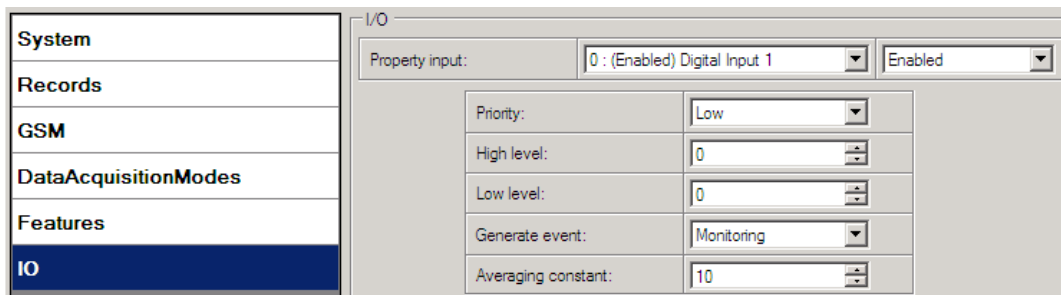 System
Records
GSM
DataAcquisitionModes
Features
IO
I/O
Property input: 0 : (Enabled) Digital Input 1 Enabled
Priority: Low
High level: 0
Low level: 0
Generate event: Monitoring
Averaging constant: 10